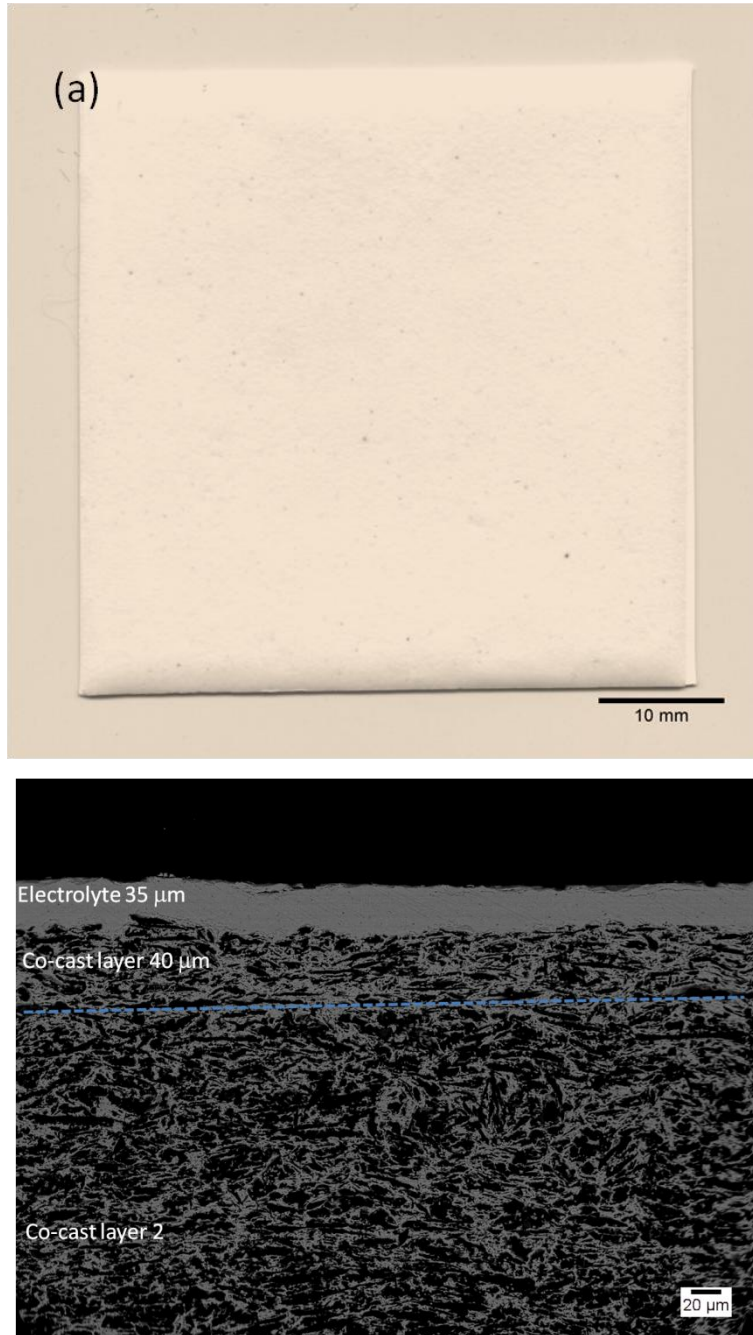 (a)
10 mm
Electrolyte 35 μm
Co-cast layer 40 μm
Co-cast layer 2
20 μm